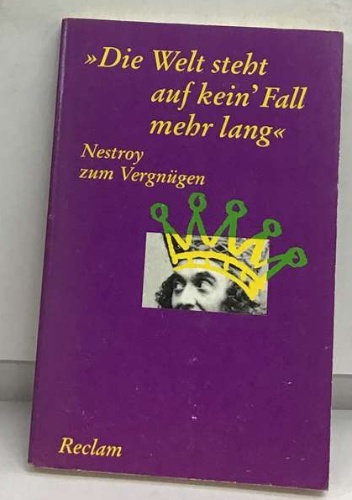 »Die Welt steht
auf kein’ Fall
mehr lang«
Nestroy
zum Vergnügen
Reclam